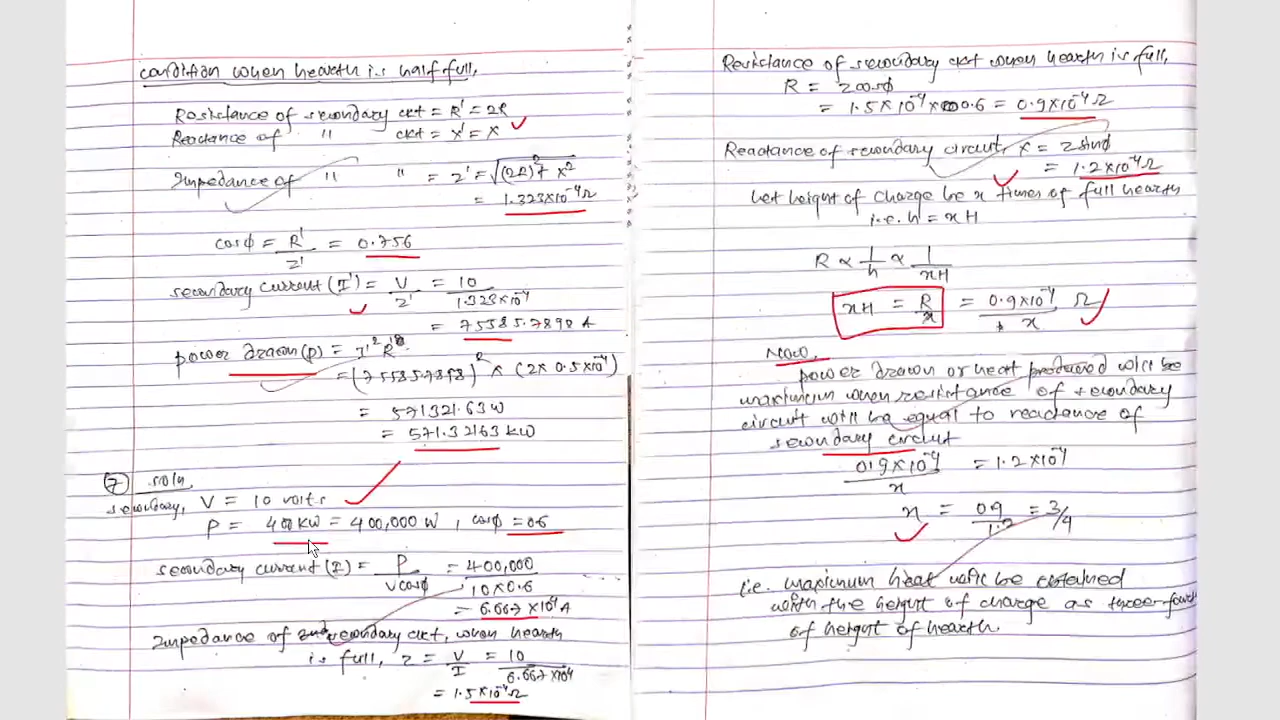 condition when hearth is half full,
Resistance of secondary ckt = R' = 2R
Reactance of " ckt = x' = x
Impedance of " " = z' = √(2R)² + x²
= 1.323×10⁻⁴Ω
cosφ = R'/z' = 0.756
secondary current (I') = V/z' = 10/1.323×10⁻⁴
= 75585.7898 A
power drawn (p) = I'² R'
= (75585.7898)² × (2× 0.5×10⁻⁴)
= 571321.63 W
= 571.32163 kW
⑦ soln,
secondary, V = 10 volts
P = 400 kW = 400,000 W, cosφ = 0.6
secondary current (I) = P/Vcosφ = 400,000/10×0.6
= 6.667 ×10⁴A
Impedance of secondary ckt, when hearth
is full, z = V/I = 10/6.667×10⁴
= 1.5×10⁻⁴Ω
Resistance of secondary ckt when hearth is full,
R = zcosφ
= 1.5×10⁻⁴×0.6 = 0.9×10⁻⁴Ω
Reactance of secondary circuit, x = zsinφ
= 1.2×10⁻⁴Ω
Let height of charge be x times of full hearth
i.e. h = xH
R ∝ 1/h ∝ 1/xH
xH = R/x = 0.9×10⁻⁴/x Ω
Now,
power drawn or heat produced will be
maximum when resistance of secondary
circuit will be equal to reactance of
secondary circuit
0.9×10⁻⁴/x = 1.2×10⁻⁴
x = 0.9/1.2 = 3/4
i.e. maximum heat will be obtained
with the height of charge as three-fourth
of height of hearth